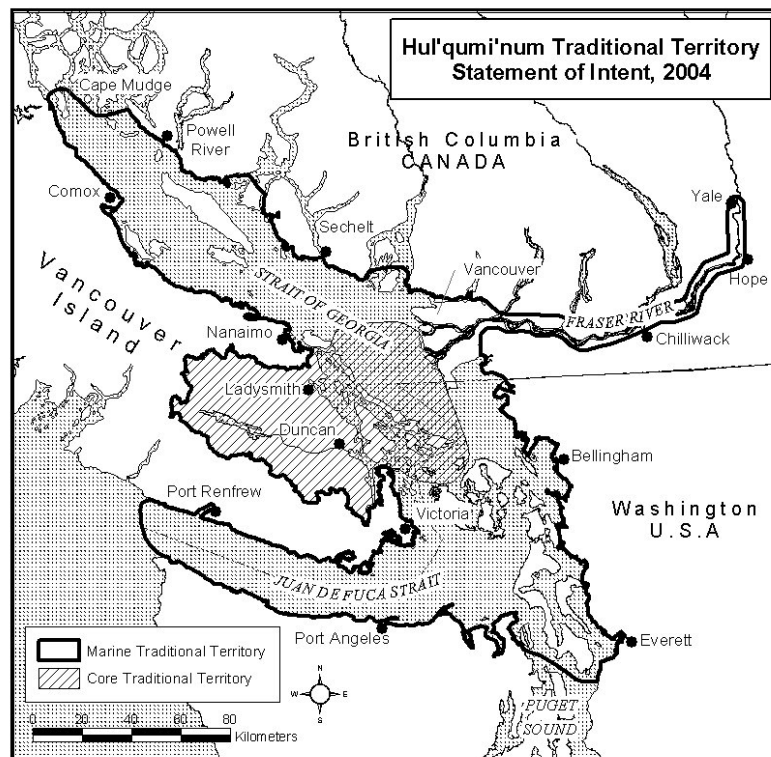 Hul'qumi'num Traditional Territory
Statement of Intent, 2004
Cape Mudge
Powell
River
British Columbia
CANADA
Comox
Yale
Sechelt
Vancouver
Hope
Vancouver
Island
STRAIT OF GEORGIA
FRASER RIVER
Nanaimo
Chilliwack
Ladysmith
Duncan
Bellingham
Port Renfrew
Victoria
Washington
U.S.A
JUAN DE FUCA STRAIT
Port Angeles
Everett
Marine Traditional Territory
Core Traditional Territory
N
W E
S
PUGET
SOUND
0 20 40 60 80
Kilometers